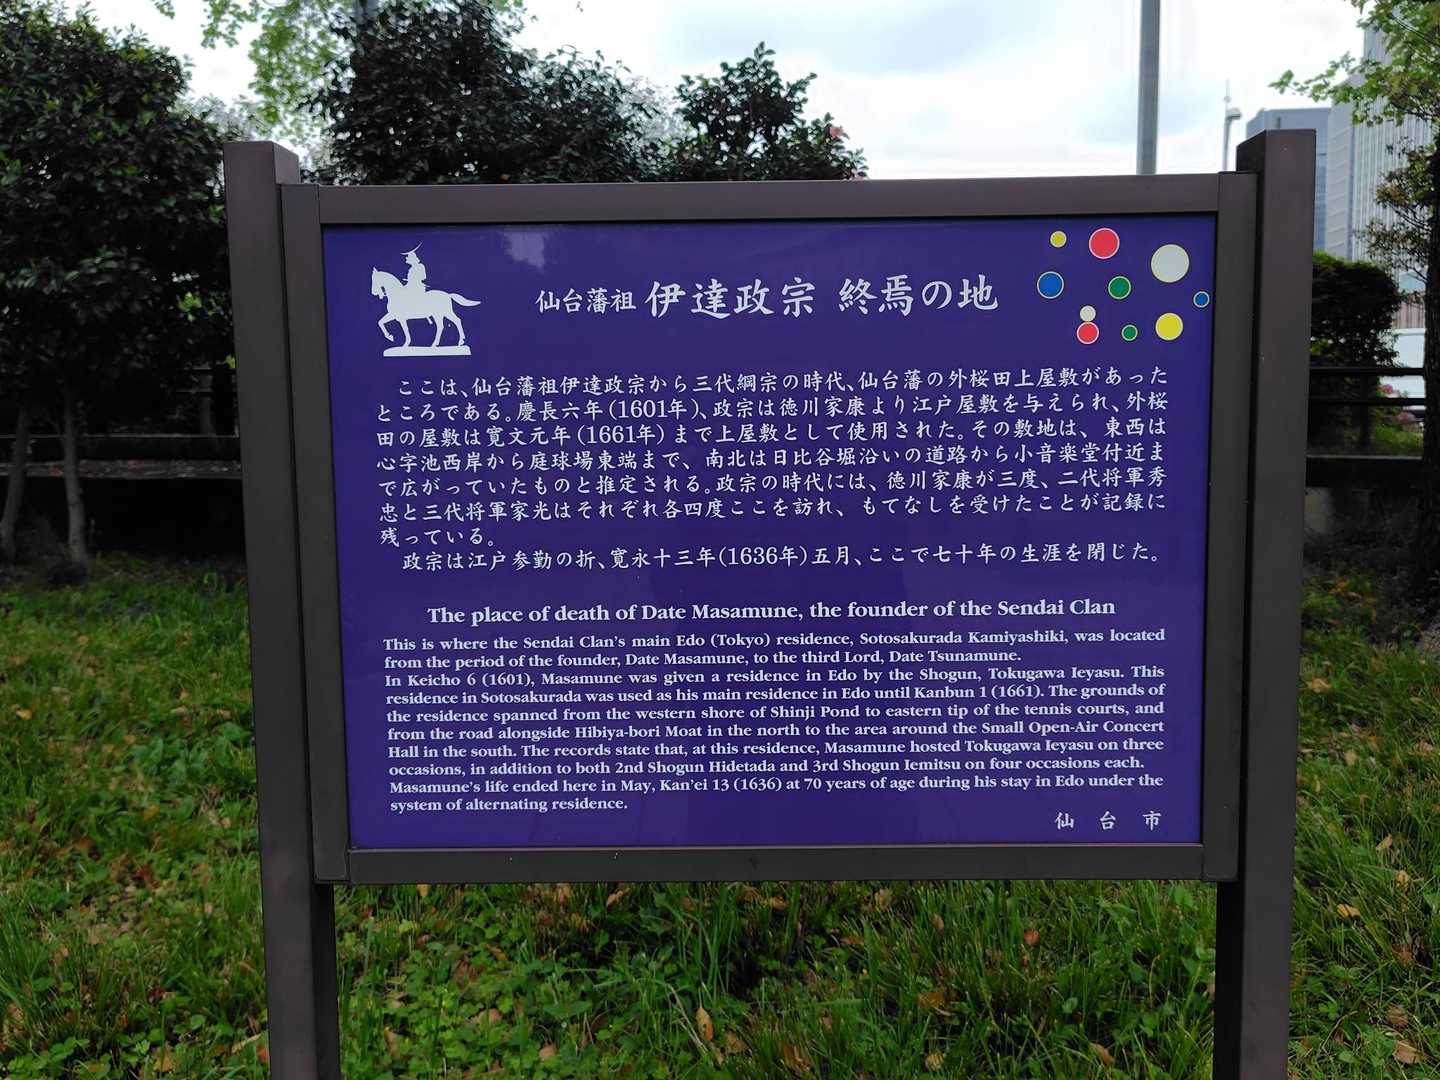 仙台藩祖 伊達政宗 終焉の地
ここは、仙台藩祖伊達政宗から三代綱宗の時代、仙台藩の外桜田上屋敷があった
ところである。慶長六年(1601年)、政宗は徳川家康より江戸屋敷を与えられ、外桜
田の屋敷は寛文元年(1661年)まで上屋敷として使用された。その敷地は、東西は
心字池西岸から庭球場東端まで、南北は日比谷堀沿いの道路から小音楽堂付近ま
で広がっていたものと推定される。政宗の時代には、徳川家康が三度、二代将軍秀
忠と三代将軍家光はそれぞれ各四度ここを訪れ、もてなしを受けたことが記録に
残っている。
政宗は江戸参勤の折、寛永十三年(1636年)五月、ここで七十年の生涯を閉じた。
The place of death of Date Masamune, the founder of the Sendai Clan
This is where the Sendai Clan's main Edo (Tokyo) residence, Sotosakurada Kamiyashiki, was located
from the period of the founder, Date Masamune, to the third Lord, Date Tsunamune.
In Keicho 6 (1601), Masamune was given a residence in Edo by the Shogun, Tokugawa Ieyasu. This
residence in Sotosakurada was used as his main residence in Edo until Kanbun 1 (1661). The grounds of
the residence spanned from the western shore of Shinji Pond to eastern tip of the tennis courts, and
from the road alongside Hibiya-bori Moat in the north to the area around the Small Open-Air Concert
Hall in the south. The records state that, at this residence, Masamune hosted Tokugawa Ieyasu on three
occasions, in addition to both 2nd Shogun Hidetada and 3rd Shogun Iemitsu on four occasions each.
Masamune's life ended here in May, Kan'ei 13 (1636) at 70 years of age during his stay in Edo under the
system of alternating residence.
仙台市